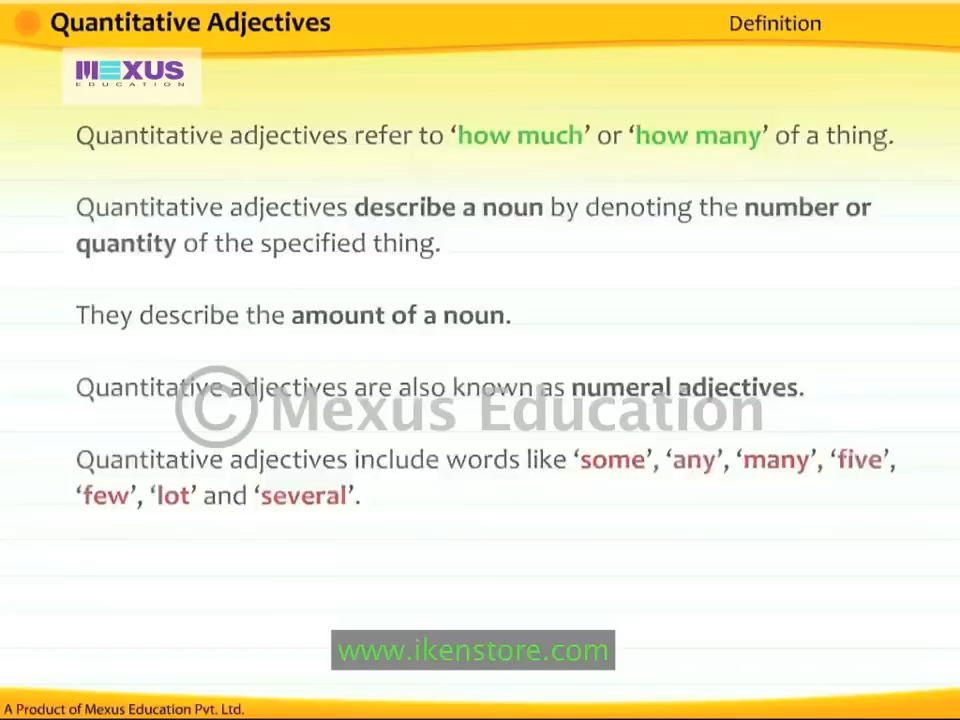 Quantitative Adjectives
Definition
MEXUS
EDUCATION
Quantitative adjectives refer to ‘how much’ or ‘how many’ of a thing.
Quantitative adjectives describe a noun by denoting the number or
quantity of the specified thing.
They describe the amount of a noun.
Quantitative adjectives are also known as numeral adjectives.
© Mexus Education
Quantitative adjectives include words like ‘some’, ‘any’, ‘many’, ‘five’,
‘few’, ‘lot’ and ‘several’.
www.ikenstore.com
A Product of Mexus Education Pvt. Ltd.